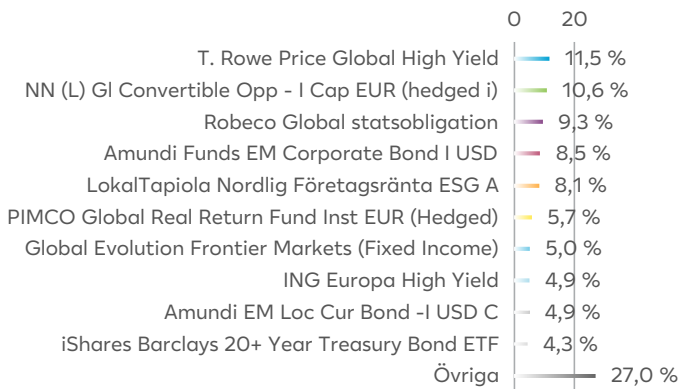 0 20
T. Rowe Price Global High Yield 11,5 %
NN (L) Gl Convertible Opp - I Cap EUR (hedged i) 10,6 %
Robeco Global statsobligation 9,3 %
Amundi Funds EM Corporate Bond I USD 8,5 %
LokalTapiola Nordlig Företagsränta ESG A 8,1 %
PIMCO Global Real Return Fund Inst EUR (Hedged) 5,7 %
Global Evolution Frontier Markets (Fixed Income) 5,0 %
ING Europa High Yield 4,9 %
Amundi EM Loc Cur Bond -I USD C 4,9 %
iShares Barclays 20+ Year Treasury Bond ETF 4,3 %
Övriga 27,0 %